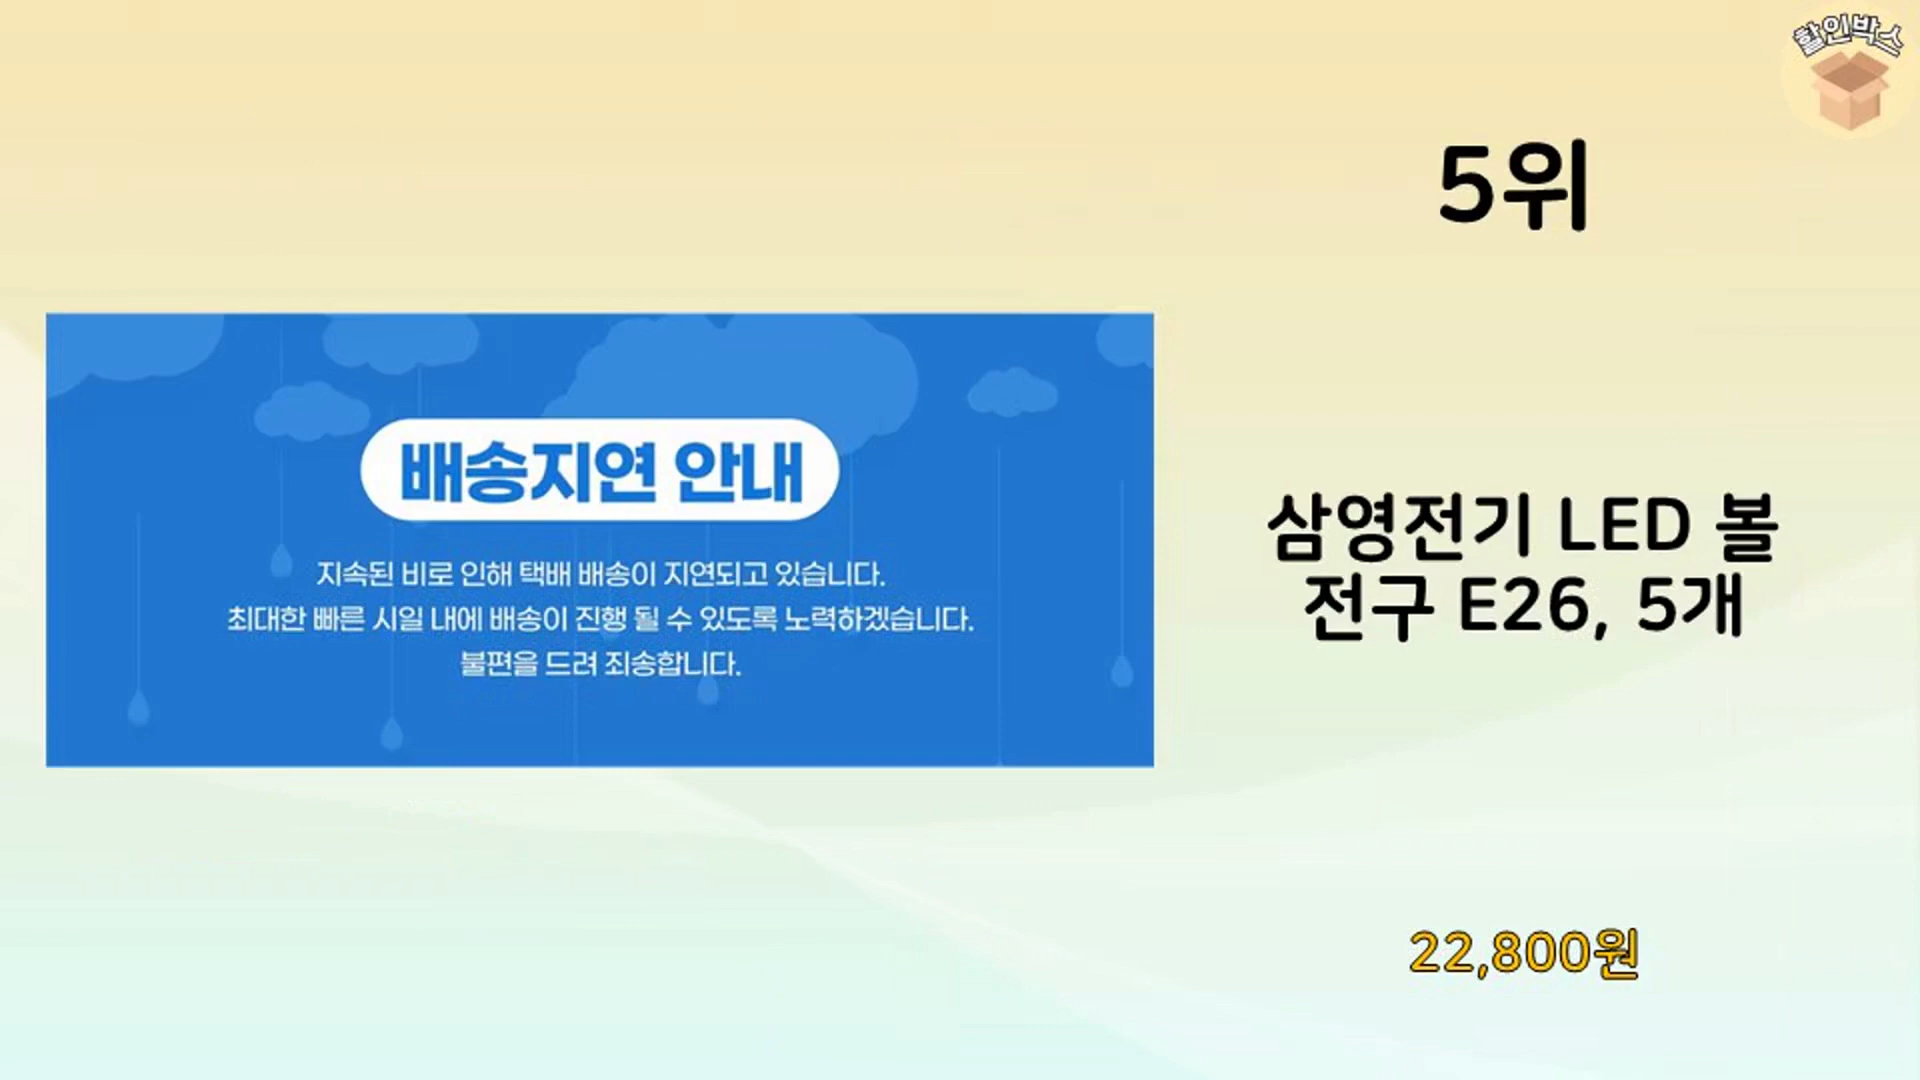 할인박스
5위
배송지연 안내
지속된 비로 인해 택배 배송이 지연되고 있습니다.
최대한 빠른 시일 내에 배송이 진행 될 수 있도록 노력하겠습니다.
불편을 드려 죄송합니다.
삼영전기 LED 볼
전구 E26, 5개
22,800원